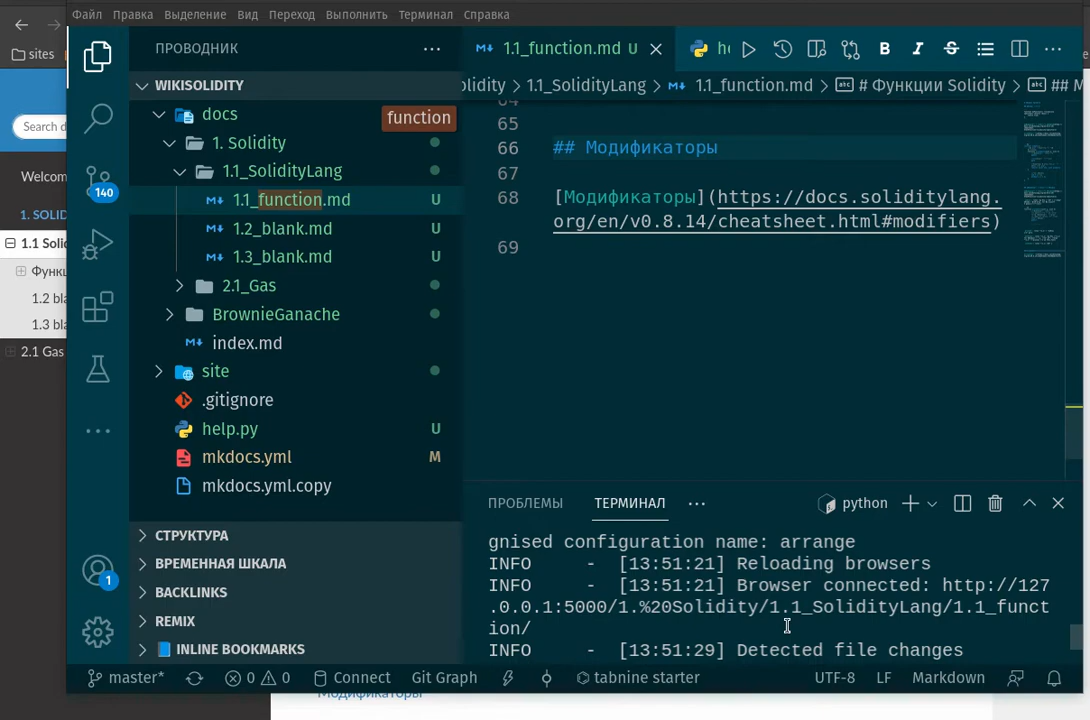 Файл Правка Выделение Вид Переход Выполнить Терминал Справка
sites
Search d
Welcom
1. SOLID
1.1 Solid
Функц
1.2 bla
1.3 bla
2.1 Gas
140
1
ПРОВОДНИК
WIKISOLIDITY
docs
function
1. Solidity
1.1_SolidityLang
1.1_function.md U
1.2_blank.md U
1.3_blank.md U
2.1_Gas
BrownieGanache
index.md
site
.gitignore
help.py U
mkdocs.yml M
mkdocs.yml.copy
СТРУКТУРА
ВРЕМЕННАЯ ШКАЛА
BACKLINKS
REMIX
INLINE BOOKMARKS
1.1_function.md U he B I S
olidity > 1.1_SolidityLang > 1.1_function.md > # Функции Solidity > ## М
64
65
66 ## Модификаторы
67
68 [Модификаторы](https://docs.soliditylang.
org/en/v0.8.14/cheatsheet.html#modifiers)
69
ПРОБЛЕМЫ ТЕРМИНАЛ python
gnised configuration name: arrange
INFO - [13:51:21] Reloading browsers
INFO - [13:51:21] Browser connected: http://127
.0.0.1:5000/1.%20Solidity/1.1_SolidityLang/1.1_funct
ion/
INFO - [13:51:29] Detected file changes
master* 0 0 Connect Git Graph tabnine starter UTF-8 LF Markdown
Модификаторы